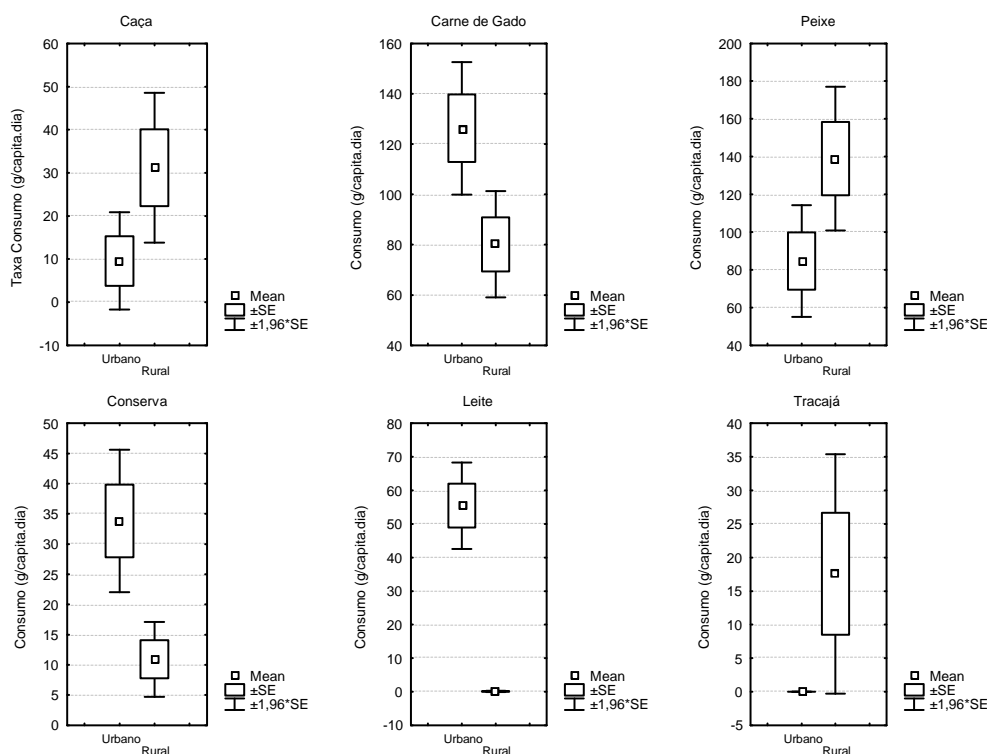 Caça
Taxa Consumo (g/capita.dia)
60
50
40
30
20
10
0
-10
Urbano
Rural
Mean
±SE
±1,96*SE
Carne de Gado
Consumo (g/capita.dia)
160
140
120
100
80
60
40
Urbano
Rural
Mean
±SE
±1,96*SE
Peixe
Consumo (g/capita.dia)
200
180
160
140
120
100
80
60
40
Urbano
Rural
Mean
±SE
±1,96*SE
Conserva
Consumo (g/capita.dia)
50
45
40
35
30
25
20
15
10
5
0
Urbano
Rural
Mean
±SE
±1,96*SE
Leite
Consumo (g/capita.dia)
80
70
60
50
40
30
20
10
0
-10
Urbano
Rural
Mean
±SE
±1,96*SE
Tracajá
Consumo (g/capita.dia)
40
35
30
25
20
15
10
5
0
-5
Urbano
Rural
Mean
±SE
±1,96*SE